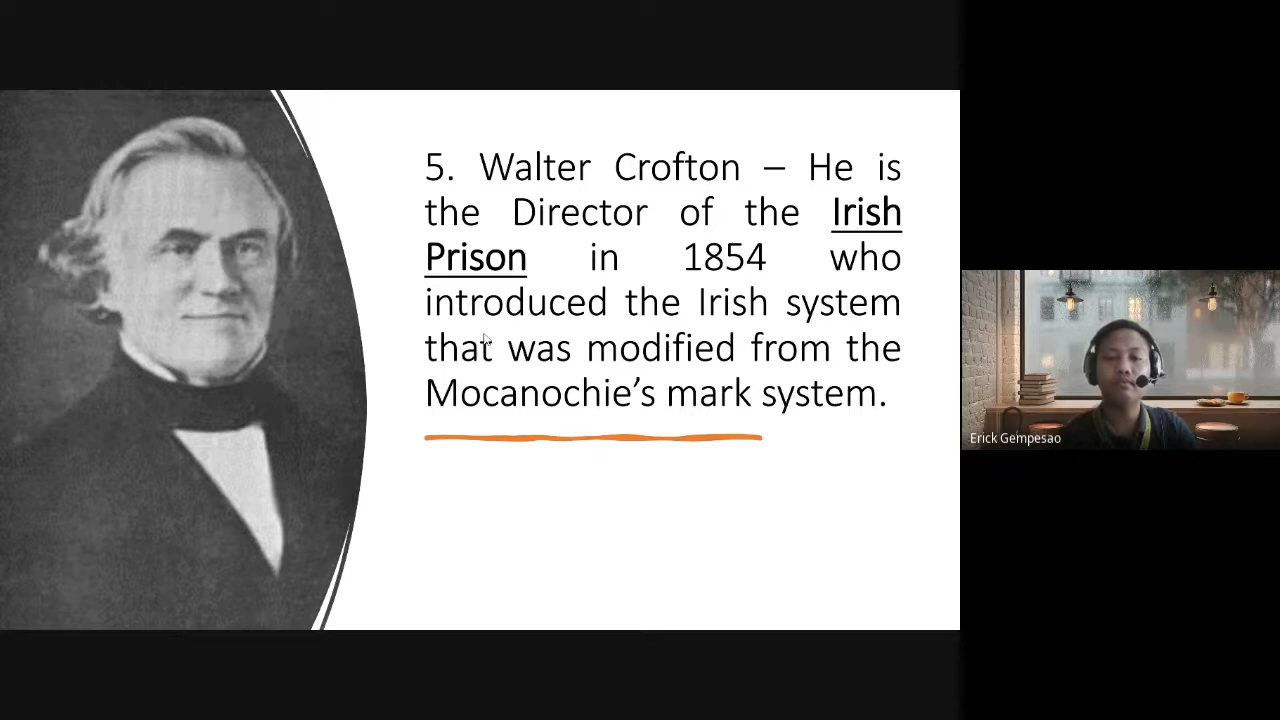 5. Walter Crofton – He is
the Director of the Irish
Prison in 1854 who
introduced the Irish system
that was modified from the
Mocanochie’s mark system.
Erick Gempesao